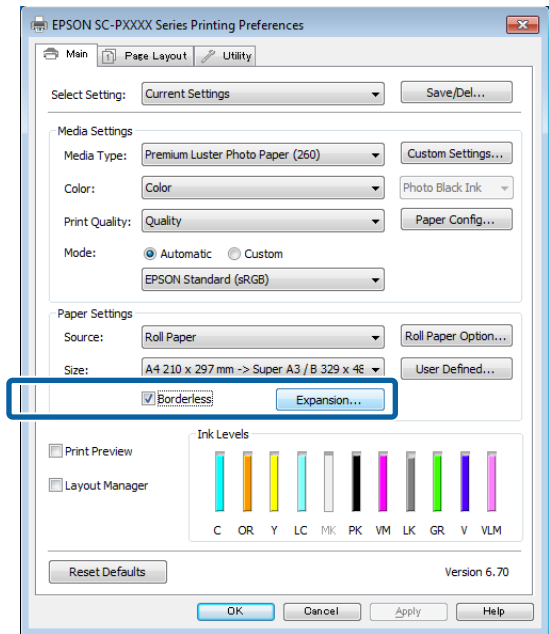 EPSON SC-PXXXX Series Printing Preferences
Main Page Layout Utility
Select Setting: Current Settings Save/Del...
Media Settings
Media Type: Premium Luster Photo Paper (260) Custom Settings...
Color: Color Photo Black Ink
Print Quality: Quality Paper Config...
Mode: Automatic Custom
EPSON Standard (sRGB)
Paper Settings
Source: Roll Paper Roll Paper Option...
Size: A4 210 x 297 mm -> Super A3 / B 329 x 48 User Defined...
Borderless Expansion...
Ink Levels
Print Preview
Layout Manager
C OR Y LC MK PK VM LK GR V VLM
Reset Defaults Version 6.70
OK Cancel Apply Help